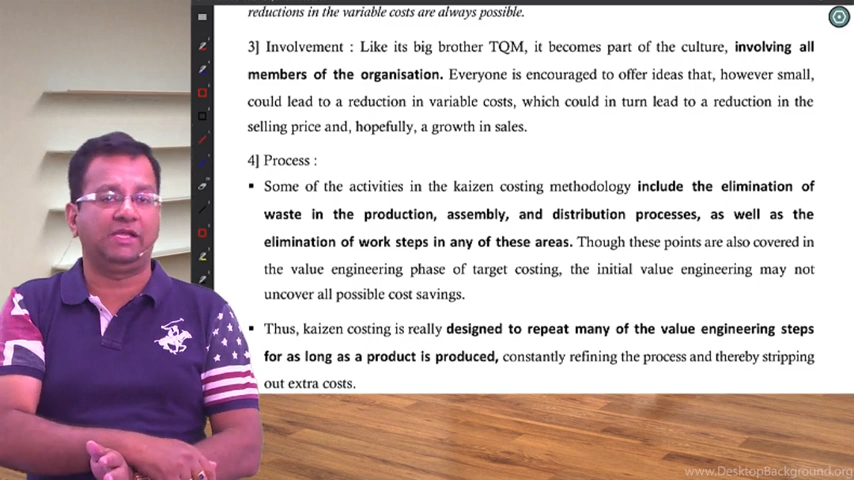 reductions in the variable costs are always possible.
3] Involvement : Like its big brother TQM, it becomes part of the culture, involving all
members of the organisation. Everyone is encouraged to offer ideas that, however small,
could lead to a reduction in variable costs, which could in turn lead to a reduction in the
selling price and, hopefully, a growth in sales.
4] Process :
▪ Some of the activities in the kaizen costing methodology include the elimination of
waste in the production, assembly, and distribution processes, as well as the
elimination of work steps in any of these areas. Though these points are also covered in
the value engineering phase of target costing, the initial value engineering may not
uncover all possible cost savings.
▪ Thus, kaizen costing is really designed to repeat many of the value engineering steps
for as long as a product is produced, constantly refining the process and thereby stripping
out extra costs.
www.DesktopBackground.org